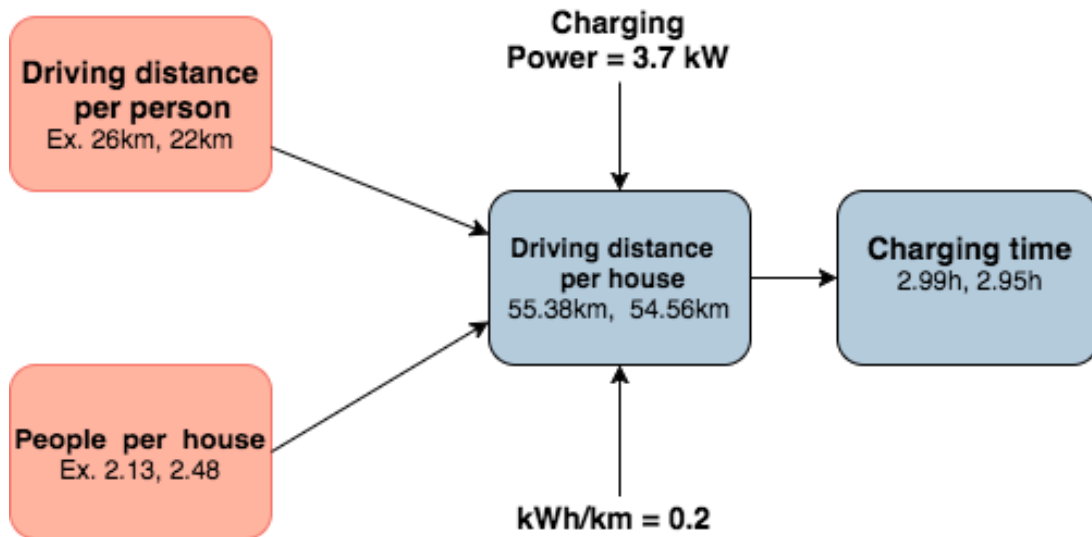 Driving distance
per person
Ex. 26km, 22km
Charging
Power = 3.7 kW
Driving distance
per house
55.38km, 54.56km
Charging time
2.99h, 2.95h
People per house
Ex. 2.13, 2.48
kWh/km = 0.2